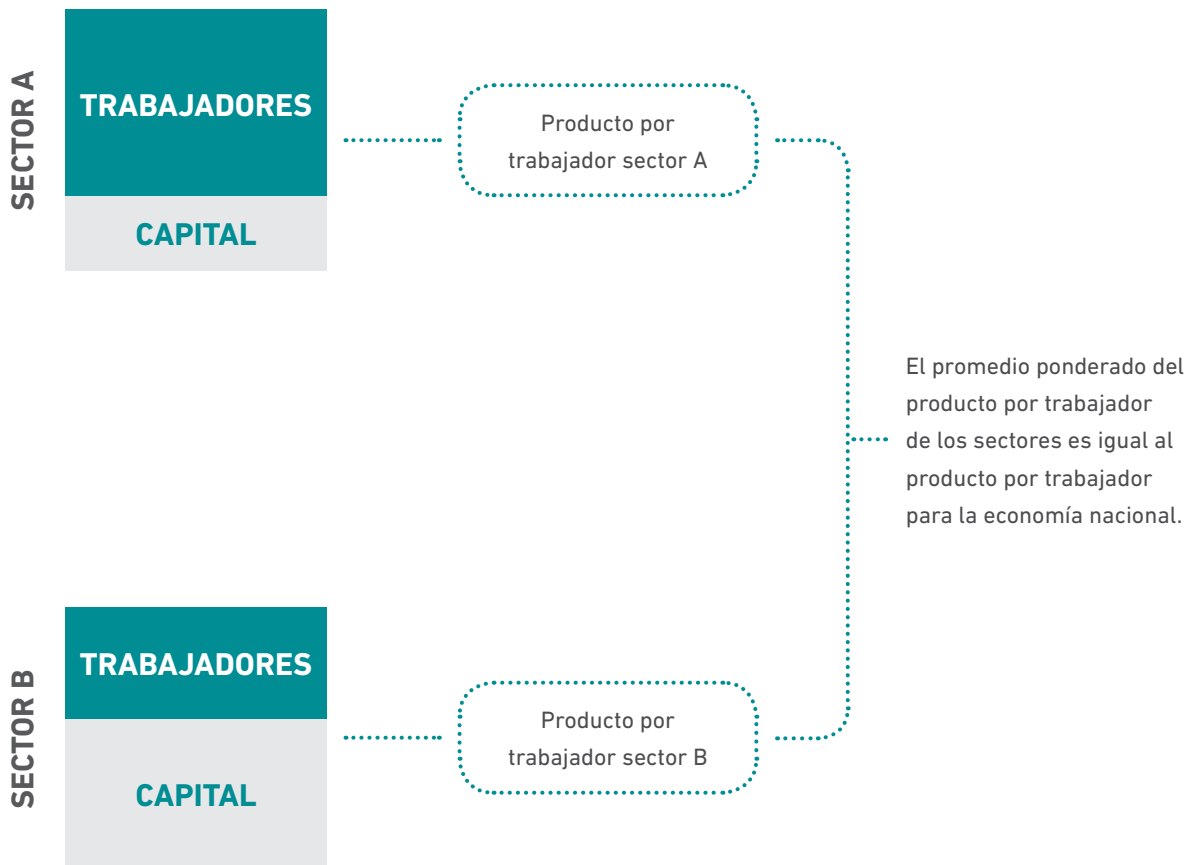 SECTOR A
TRABAJADORES
CAPITAL
Producto por
trabajador sector A
El promedio ponderado del
producto por trabajador
de los sectores es igual al
producto por trabajador
para la economía nacional.
SECTOR B
TRABAJADORES
CAPITAL
Producto por
trabajador sector B